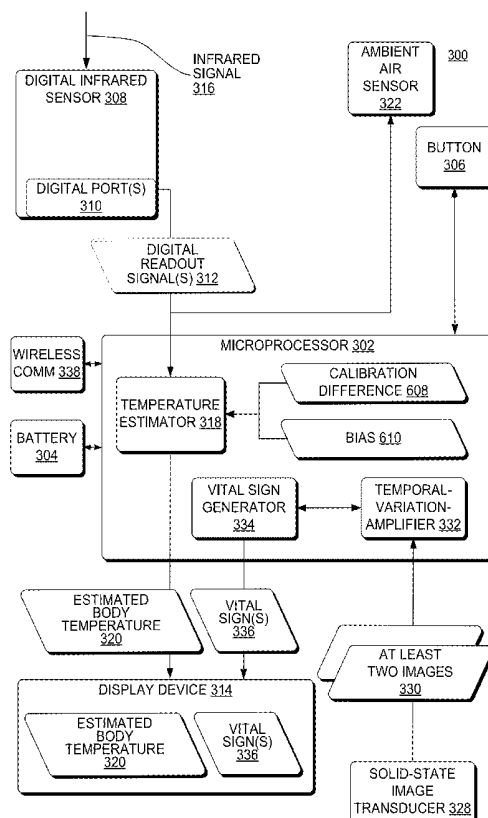 INFRARED
SIGNAL
316
DIGITAL INFRARED
SENSOR 308
DIGITAL PORT(S)
310
AMBIENT
AIR
SENSOR
322
300
BUTTON
306
DIGITAL
READOUT
SIGNAL(S) 312
MICROPROCESSOR 302
WIRELESS
COMM 338
BATTERY
304
TEMPERATURE
ESTIMATOR 318
CALIBRATION
DIFFERENCE 608
BIAS 610
VITAL SIGN
GENERATOR
334
TEMPORAL-
VARIATION-
AMPLIFIER 332
ESTIMATED
BODY
TEMPERATURE
320
VITAL
SIGN(S)
336
AT LEAST
TWO IMAGES
330
DISPLAY DEVICE 314
ESTIMATED
BODY
TEMPERATURE
320
VITAL
SIGN(S)
336
SOLID-STATE
IMAGE
TRANSDUCER 328